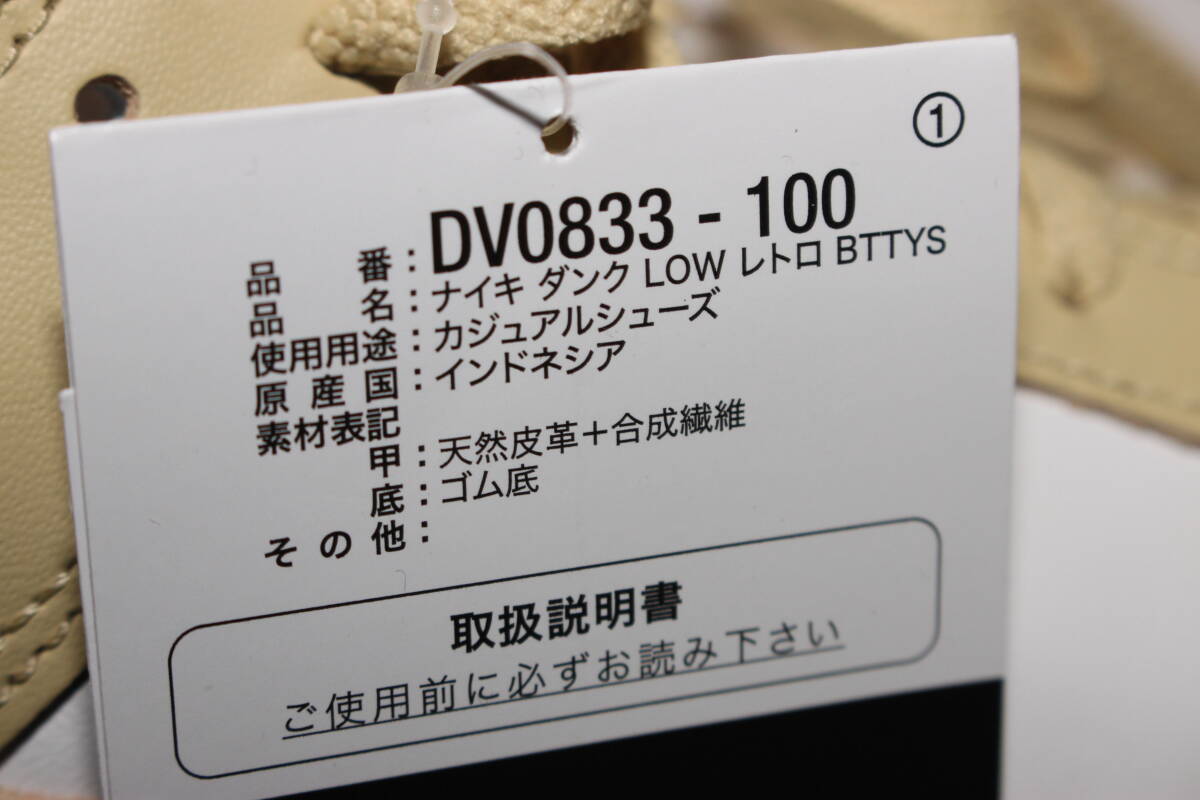 ①
品番：DV0833 - 100
品名：ナイキ ダンク LOW レトロ BTTYS
使用用途：カジュアルシューズ
原産国：インドネシア
素材表記
甲：天然皮革＋合成繊維
底：ゴム底
その他：
取扱説明書
ご使用前に必ずお読み下さい